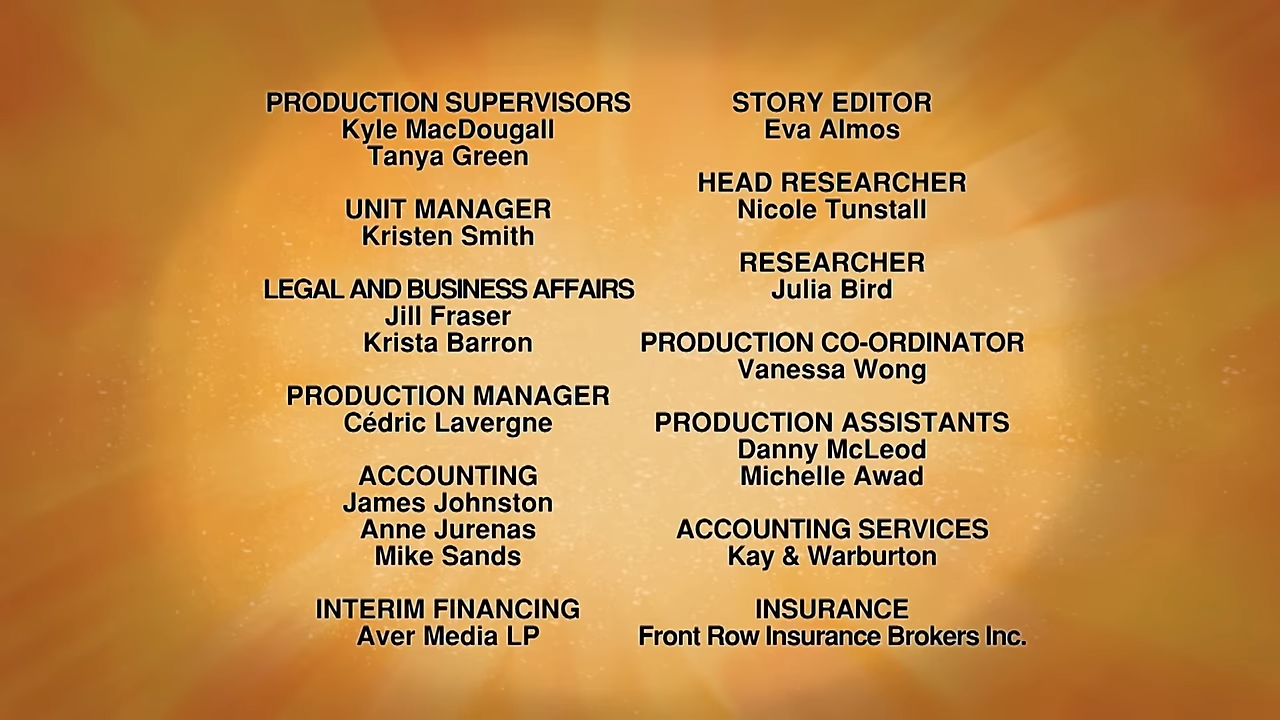 PRODUCTION SUPERVISORS
Kyle MacDougall
Tanya Green
UNIT MANAGER
Kristen Smith
LEGAL AND BUSINESS AFFAIRS
Jill Fraser
Krista Barron
PRODUCTION MANAGER
Cédric Lavergne
ACCOUNTING
James Johnston
Anne Jurenas
Mike Sands
INTERIM FINANCING
Aver Media LP
STORY EDITOR
Eva Almos
HEAD RESEARCHER
Nicole Tunstall
RESEARCHER
Julia Bird
PRODUCTION CO-ORDINATOR
Vanessa Wong
PRODUCTION ASSISTANTS
Danny McLeod
Michelle Awad
ACCOUNTING SERVICES
Kay & Warburton
INSURANCE
Front Row Insurance Brokers Inc.